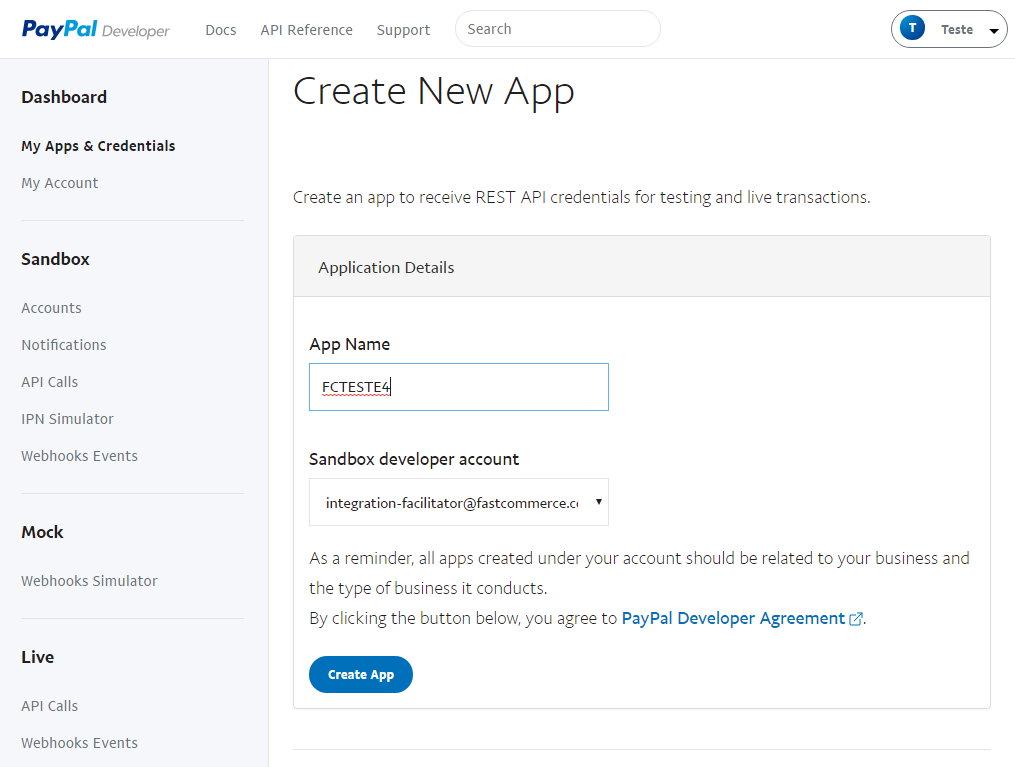 PayPal Developer
Docs
API Reference
Support
Search
T
Teste
Dashboard
My Apps & Credentials
My Account
Sandbox
Accounts
Notifications
API Calls
IPN Simulator
Webhooks Events
Mock
Webhooks Simulator
Live
API Calls
Webhooks Events
Create New App
Create an app to receive REST API credentials for testing and live transactions.
Application Details
App Name
FCTESTE4
Sandbox developer account
integration-facilitator@fastcommerce.co
As a reminder, all apps created under your account should be related to your business and
the type of business it conducts.
By clicking the button below, you agree to PayPal Developer Agreement.
Create App